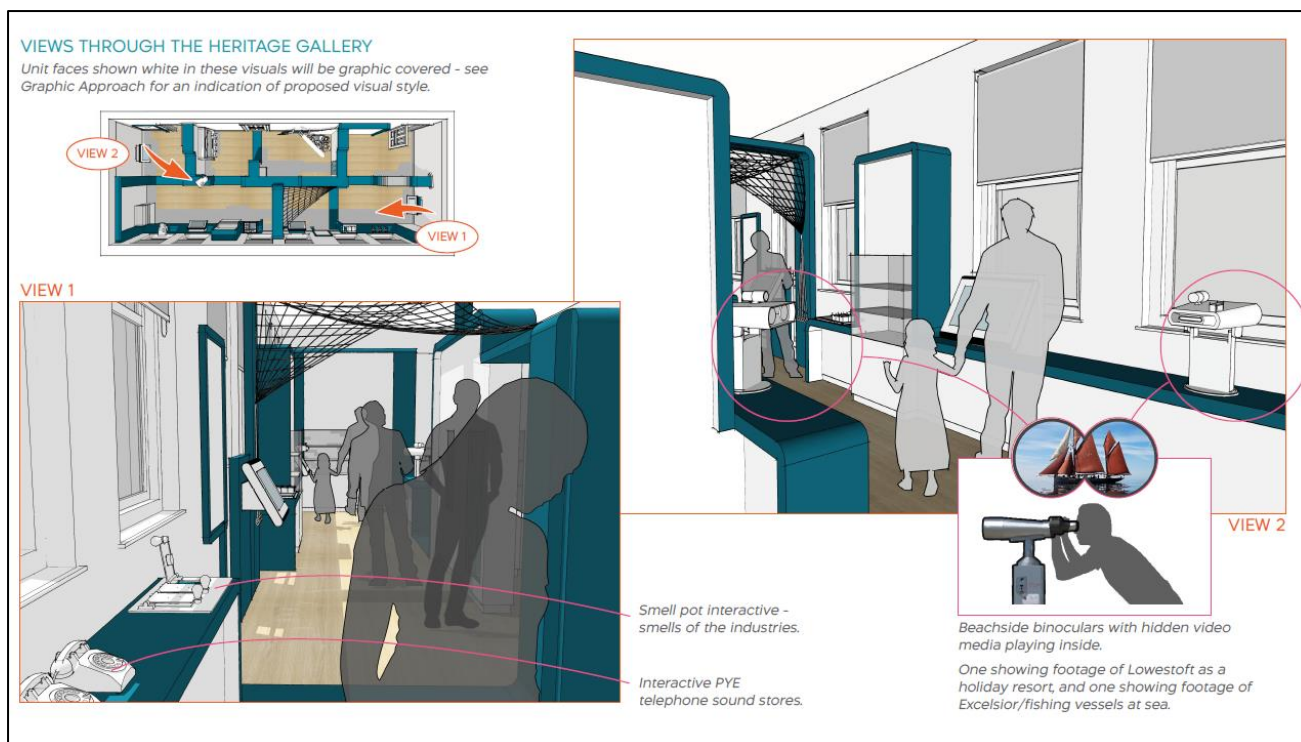 VIEWS THROUGH THE HERITAGE GALLERY
Unit faces shown white in these visuals will be graphic covered - see
Graphic Approach for an indication of proposed visual style.
VIEW 2
VIEW 1
VIEW 1
VIEW 2
Smell pot interactive -
smells of the industries.
Interactive PYE
telephone sound stores.
Beachside binoculars with hidden video
media playing inside.
One showing footage of Lowestoft as a
holiday resort, and one showing footage of
Excelsior/fishing vessels at sea.